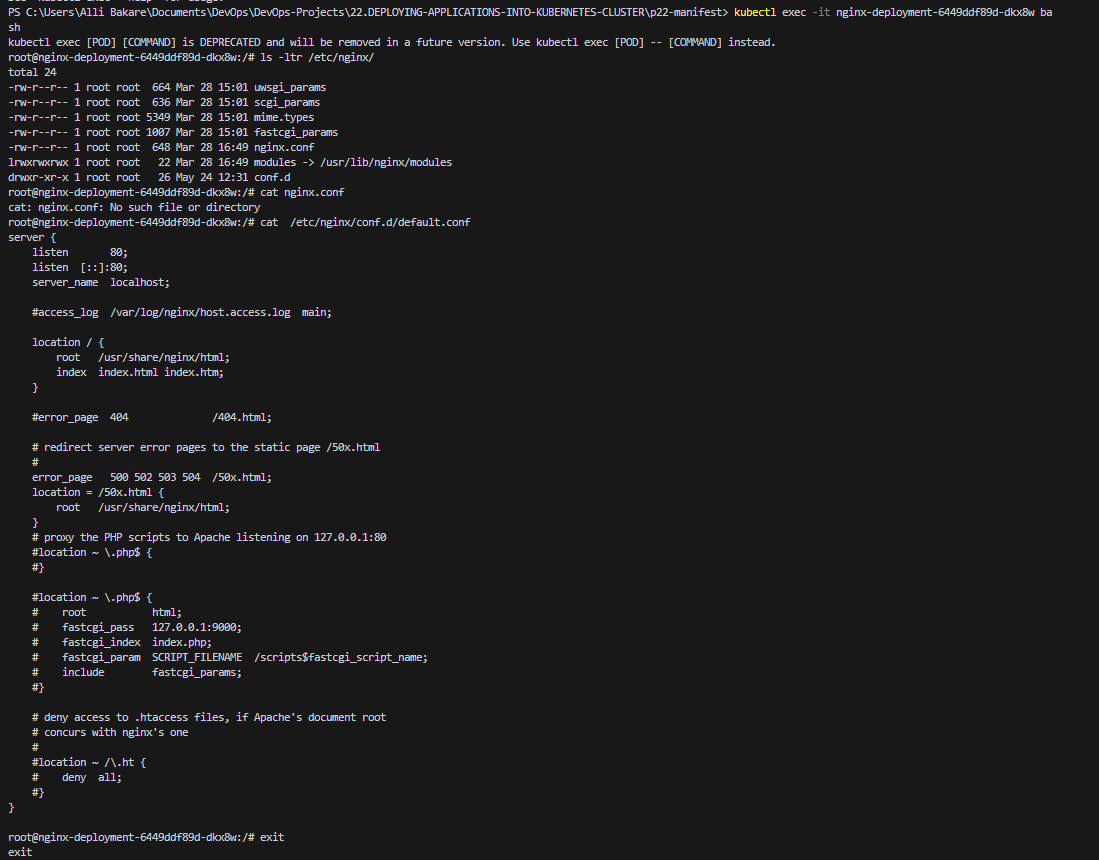 PS C:\Users\Alli Bakare\Documents\DevOps\DevOps-Projects\22.DEPLOYING-APPLICATIONS-INTO-KUBERNETES-CLUSTER\p22-manifest> kubectl exec -it nginx-deployment-6449ddf89d-dkx8w ba
sh
kubectl exec [POD] [COMMAND] is DEPRECATED and will be removed in a future version. Use kubectl exec [POD] -- [COMMAND] instead.
root@nginx-deployment-6449ddf89d-dkx8w:/# ls -ltr /etc/nginx/
total 24
-rw-r--r-- 1 root root  664 Mar 28 15:01 uwsgi_params
-rw-r--r-- 1 root root  636 Mar 28 15:01 scgi_params
-rw-r--r-- 1 root root 5349 Mar 28 15:01 mime.types
-rw-r--r-- 1 root root 1007 Mar 28 15:01 fastcgi_params
-rw-r--r-- 1 root root  648 Mar 28 16:49 nginx.conf
lrwxrwxrwx 1 root root   22 Mar 28 16:49 modules -> /usr/lib/nginx/modules
drwxr-xr-x 1 root root   26 May 24 12:31 conf.d
root@nginx-deployment-6449ddf89d-dkx8w:/# cat nginx.conf
cat: nginx.conf: No such file or directory
root@nginx-deployment-6449ddf89d-dkx8w:/# cat  /etc/nginx/conf.d/default.conf
server {
    listen       80;
    listen  [::]:80;
    server_name  localhost;

    #access_log  /var/log/nginx/host.access.log  main;

    location / {
        root   /usr/share/nginx/html;
        index  index.html index.htm;
    }

    #error_page  404              /404.html;

    # redirect server error pages to the static page /50x.html
    #
    error_page   500 502 503 504  /50x.html;
    location = /50x.html {
        root   /usr/share/nginx/html;
    }
    # proxy the PHP scripts to Apache listening on 127.0.0.1:80
    #location ~ \.php$ {
    #}

    #location ~ \.php$ {
    #    root           html;
    #    fastcgi_pass   127.0.0.1:9000;
    #    fastcgi_index  index.php;
    #    fastcgi_param  SCRIPT_FILENAME  /scripts$fastcgi_script_name;
    #    include        fastcgi_params;
    #}

    # deny access to .htaccess files, if Apache's document root
    # concurs with nginx's one
    #
    #location ~ /\.ht {
    #    deny  all;
    #}
}

root@nginx-deployment-6449ddf89d-dkx8w:/# exit
exit